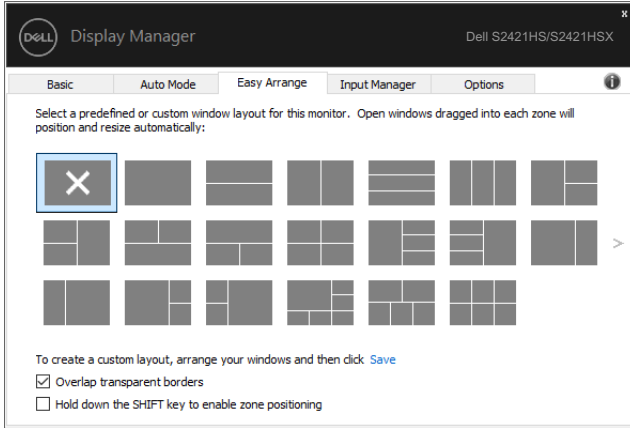 x
DELL Display Manager Dell S2421HS/S2421HSX
Basic Auto Mode Easy Arrange Input Manager Options i
Select a predefined or custom window layout for this monitor. Open windows dragged into each zone will
position and resize automatically:
>
To create a custom layout, arrange your windows and then click Save
Overlap transparent borders
Hold down the SHIFT key to enable zone positioning